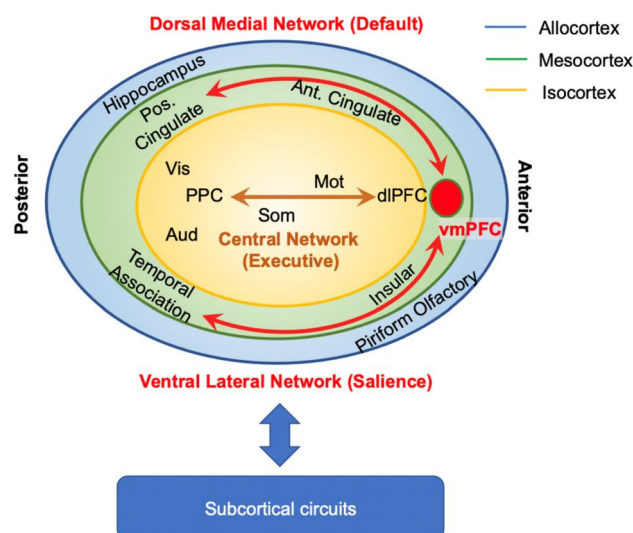 Dorsal Medial Network (Default)
Allocortex
Mesocortex
Isocortex
Hippocampus
Pos.
Cingulate
Ant. Cingulate
Posterior
Anterior
Vis
Mot
PPC
dlPFC
Som
Aud
vmPFC
Central Network
(Executive)
Temporal
Association
Insular
Piriform Olfactory
Ventral Lateral Network (Salience)
Subcortical circuits